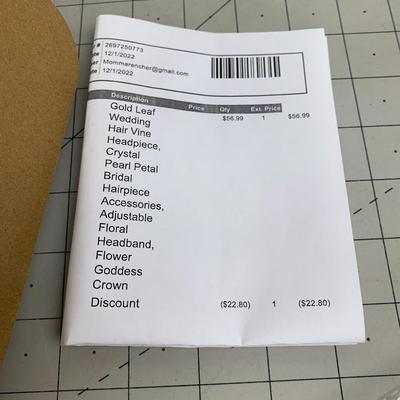 # 2697250773
12/1/2022
Mommarencher@gmail.com
12/1/2022
Description Price Qty Ext. Price
Gold Leaf
Wedding $56.99 1 $56.99
Hair Vine
Headpiece,
Crystal
Pearl Petal
Bridal
Hairpiece
Accessories,
Adjustable
Floral
Headband,
Flower
Goddess
Crown
Discount ($22.80) 1 ($22.80)